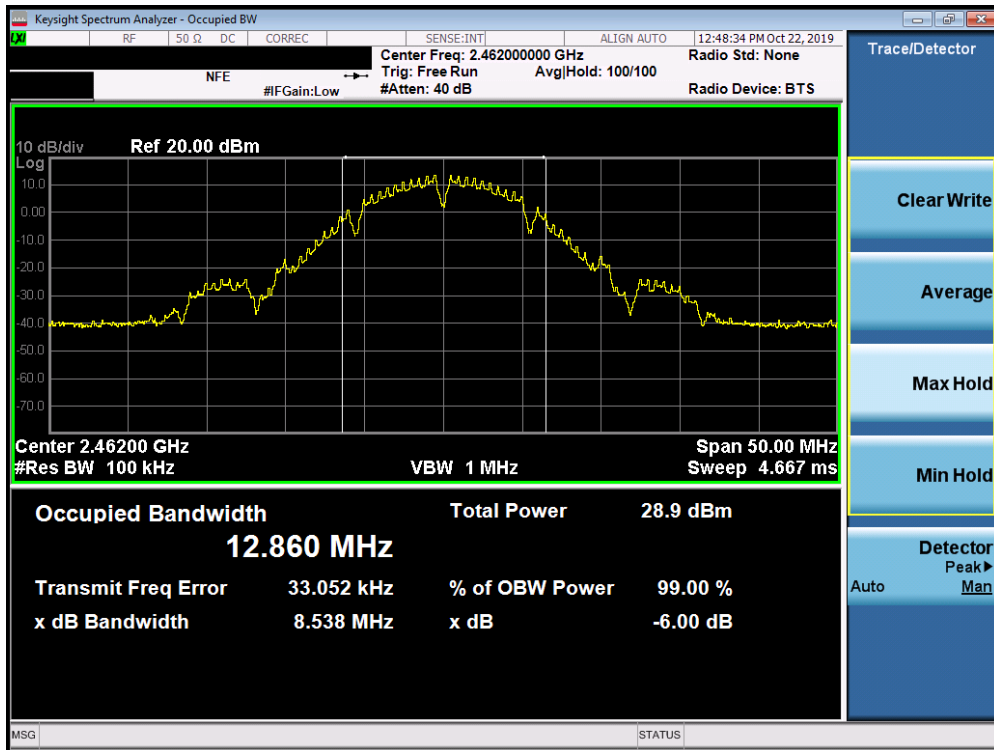 Keysight Spectrum Analyzer - Occupied BW
LXI RF 50 Ω DC CORREC SENSE:INT ALIGN AUTO 12:48:34 PM Oct 22, 2019
Center Freq: 2.462000000 GHz Radio Std: None
NFE Trig: Free Run Avg|Hold: 100/100
#IFGain:Low #Atten: 40 dB Radio Device: BTS
10 dB/div Ref 20.00 dBm
Log
10.0
0.00
-10.0
-20.0
-30.0
-40.0
-50.0
-60.0
-70.0
Center 2.46200 GHz Span 50.00 MHz
#Res BW 100 kHz VBW 1 MHz Sweep 4.667 ms
Occupied Bandwidth Total Power 28.9 dBm
12.860 MHz
Transmit Freq Error 33.052 kHz % of OBW Power 99.00 %
x dB Bandwidth 8.538 MHz x dB -6.00 dB
MSG STATUS
Trace/Detector
Clear Write
Average
Max Hold
Min Hold
Detector
Peak▶
Auto Man